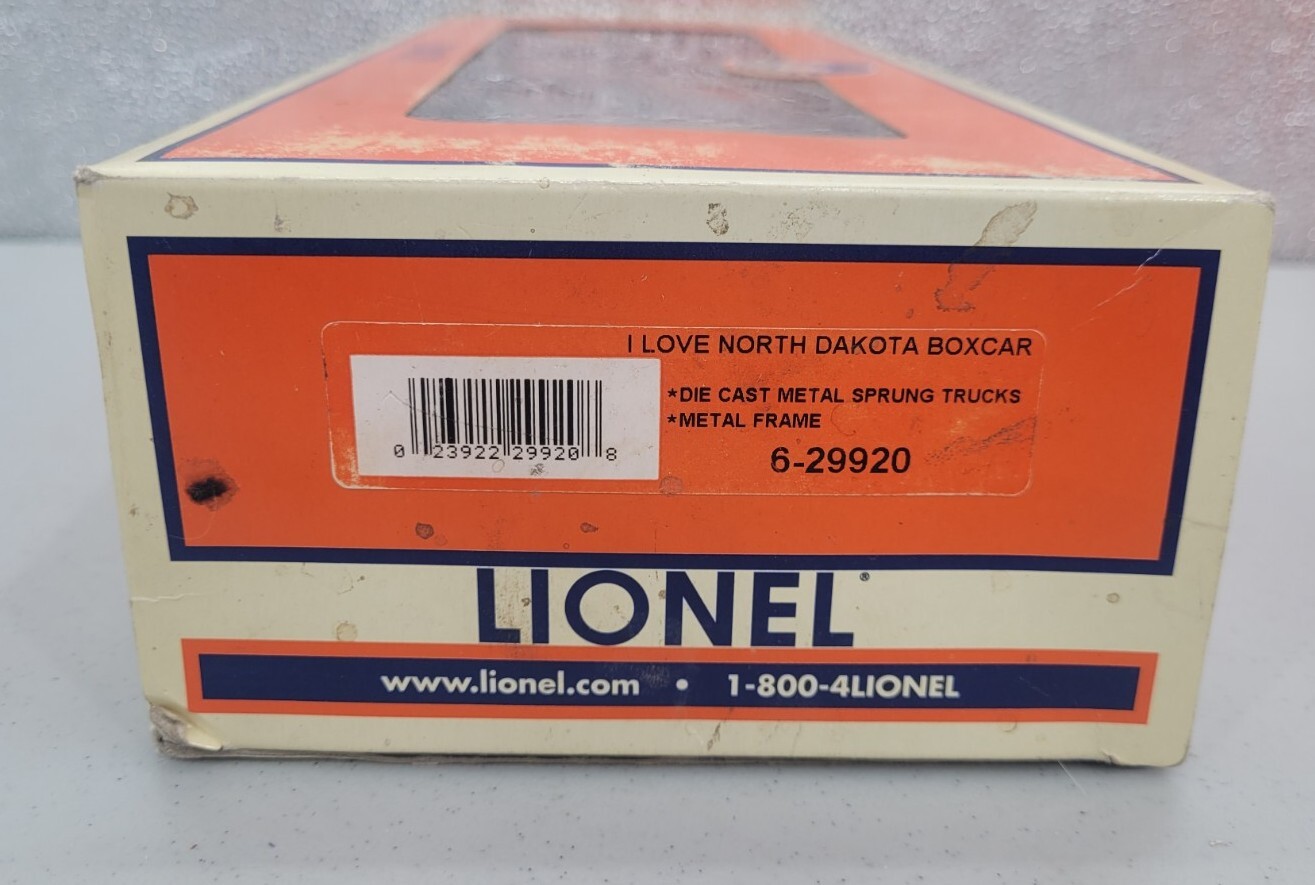 I LOVE NORTH DAKOTA BOXCAR
*DIE CAST METAL SPRUNG TRUCKS
*METAL FRAME
6-29920
0 23922 29920 8
LIONEL®
www.lionel.com • 1-800-4LIONEL